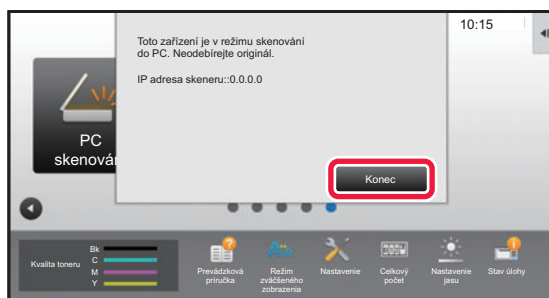 10:15
Toto zařízení je v režimu skenování
do PC. Neodebírejte originál.
IP adresa skeneru::0.0.0.0
PC
Konec
Kvalita toneru
Bk
C
M
Y
Prevádzková
príručka
Režim
zväčšeného
zobrazenia
Nastavenie
Celkový
počet
Nastavenie
jasu
Stav úlohy